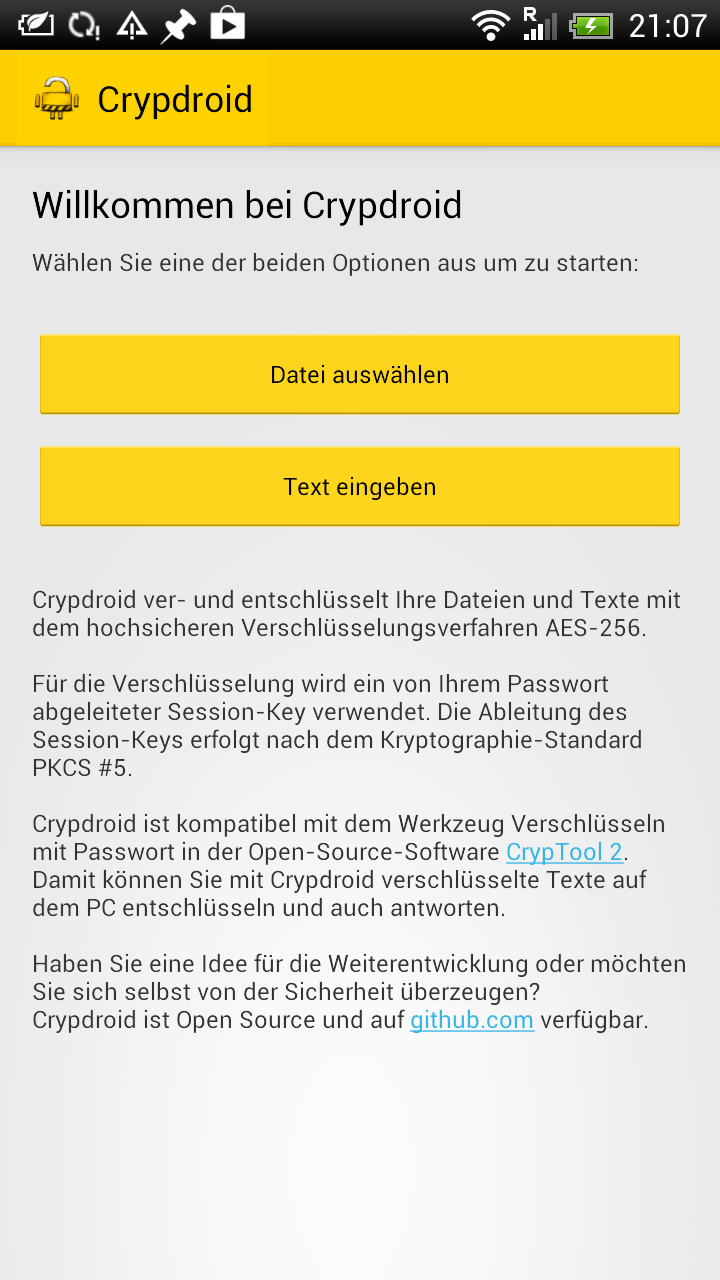 R
21:07
Crypdroid
Willkommen bei Crypdroid
Wählen Sie eine der beiden Optionen aus um zu starten:
Datei auswählen
Text eingeben
Crypdroid ver- und entschlüsselt Ihre Dateien und Texte mit
dem hochsicheren Verschlüsselungsverfahren AES-256.
Für die Verschlüsselung wird ein von Ihrem Passwort
abgeleiteter Session-Key verwendet. Die Ableitung des
Session-Keys erfolgt nach dem Kryptographie-Standard
PKCS #5.
Crypdroid ist kompatibel mit dem Werkzeug Verschlüsseln
mit Passwort in der Open-Source-Software CrypTool 2.
Damit können Sie mit Crypdroid verschlüsselte Texte auf
dem PC entschlüsseln und auch antworten.
Haben Sie eine Idee für die Weiterentwicklung oder möchten
Sie sich selbst von der Sicherheit überzeugen?
Crypdroid ist Open Source und auf github.com verfügbar.